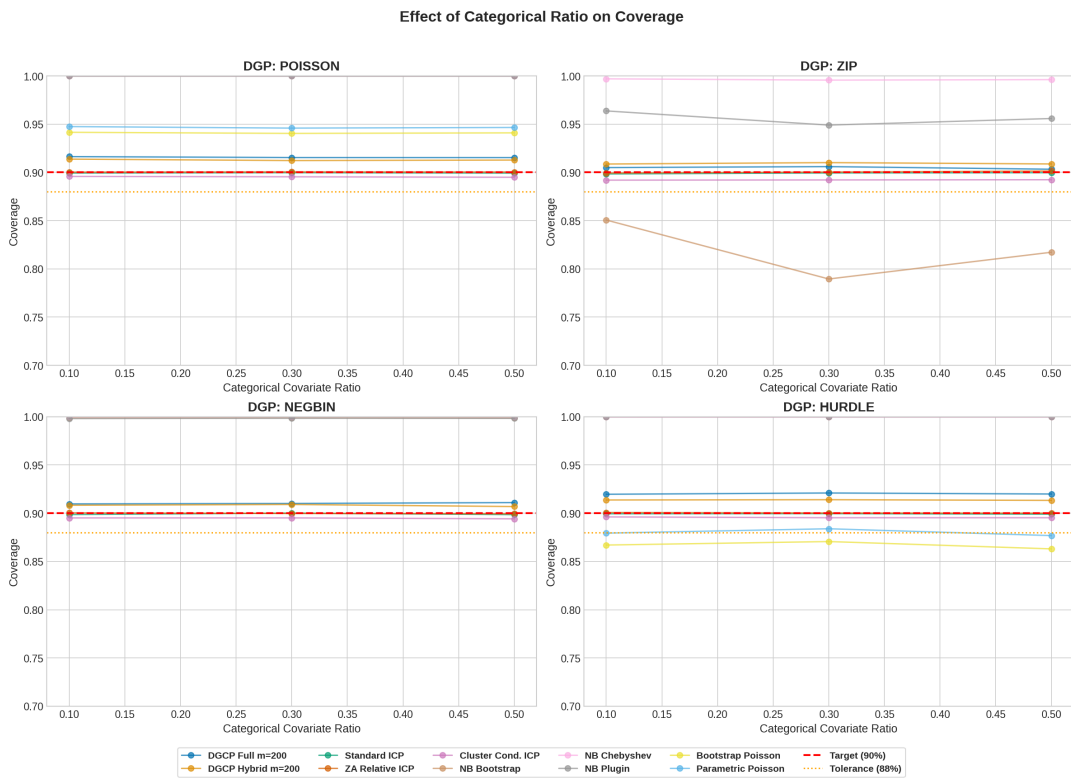 Effect of Categorical Ratio on Coverage
DGP: POISSON
1.00
0.95
0.90
0.85
0.80
0.75
0.70
Coverage
0.10 0.15 0.20 0.25 0.30 0.35 0.40 0.45 0.50
Categorical Covariate Ratio
DGP: ZIP
1.00
0.95
0.90
0.85
0.80
0.75
0.70
Coverage
0.10 0.15 0.20 0.25 0.30 0.35 0.40 0.45 0.50
Categorical Covariate Ratio
DGP: NEGBIN
1.00
0.95
0.90
0.85
0.80
0.75
0.70
Coverage
0.10 0.15 0.20 0.25 0.30 0.35 0.40 0.45 0.50
Categorical Covariate Ratio
DGP: HURDLE
1.00
0.95
0.90
0.85
0.80
0.75
0.70
Coverage
0.10 0.15 0.20 0.25 0.30 0.35 0.40 0.45 0.50
Categorical Covariate Ratio
DGCP Full m=200 Standard ICP Cluster Cond. ICP NB Chebyshev Bootstrap Poisson Target (90%)
DGCP Hybrid m=200 ZA Relative ICP NB Bootstrap NB Plugin Parametric Poisson Tolerance (88%)